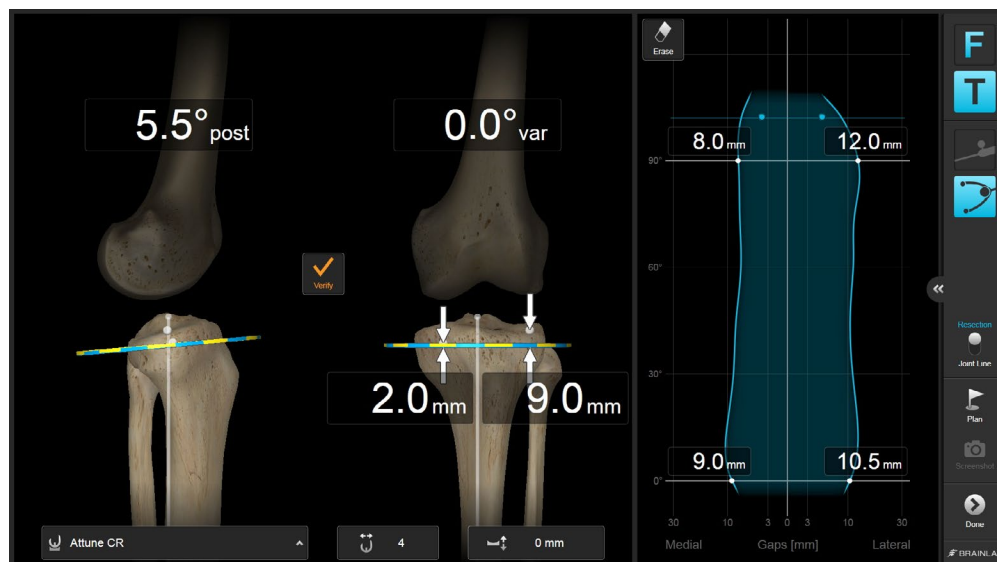 5.5° post
0.0° var
Verify
2.0 mm
9.0 mm
Attune CR
4
0 mm
Erase
8.0 mm
12.0 mm
90°
60°
30°
9.0 mm
10.5 mm
0°
30 10 3 0 3 10 30
Medial Gaps [mm] Lateral
F
T
Resection
Joint Line
Plan
Screenshot
Done